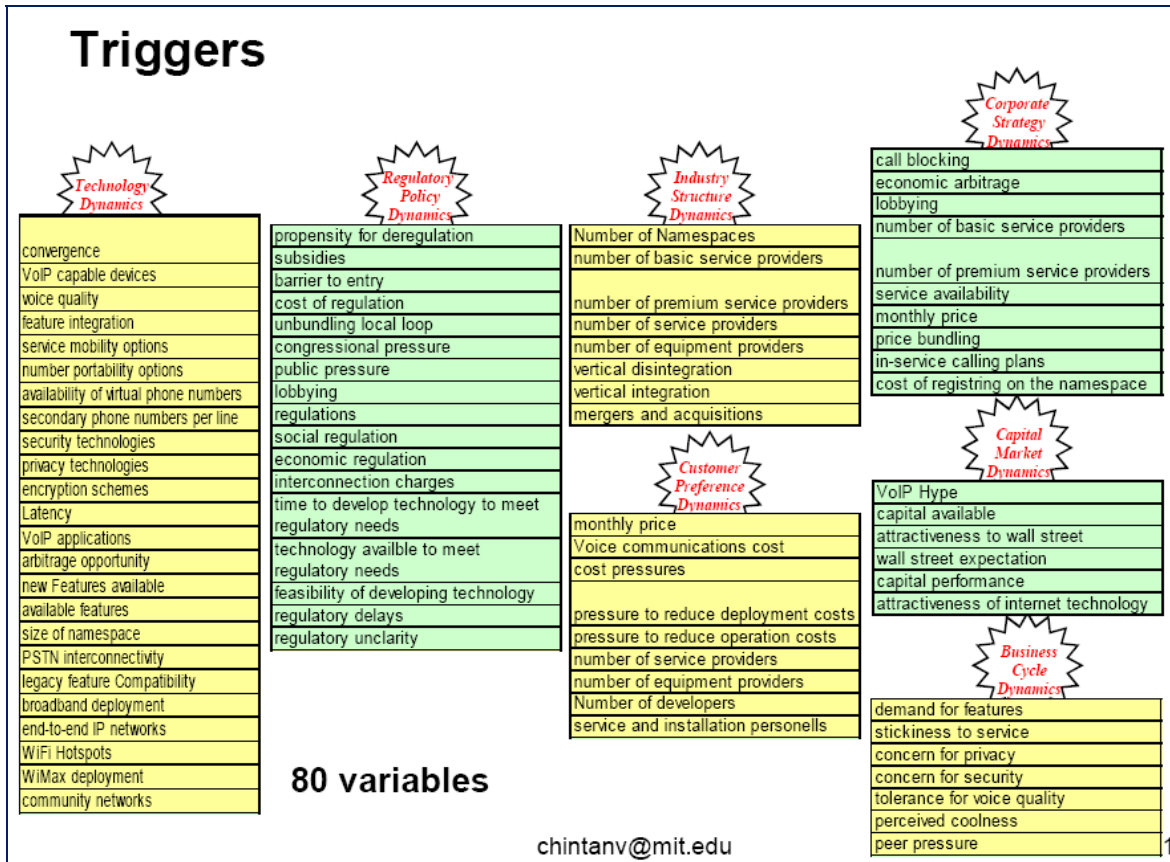 Triggers
Technology
Dynamics
convergence
VoIP capable devices
voice quality
feature integration
service mobility options
number portability options
availability of virtual phone numbers
secondary phone numbers per line
security technologies
privacy technologies
encryption schemes
Latency
VoIP applications
arbitrage opportunity
new Features available
available features
size of namespace
PSTN interconnectivity
legacy feature Compatibility
broadband deployment
end-to-end IP networks
WiFi Hotspots
WiMax deployment
community networks
Regulatory
Policy
Dynamics
propensity for deregulation
subsidies
barrier to entry
cost of regulation
unbundling local loop
congressional pressure
public pressure
lobbying
regulations
social regulation
economic regulation
interconnection charges
time to develop technology to meet
regulatory needs
technology availble to meet
regulatory needs
feasibility of developing technology
regulatory delays
regulatory unclarity
Industry
Structure
Dynamics
Number of Namespaces
number of basic service providers
number of premium service providers
number of service providers
number of equipment providers
vertical disintegration
vertical integration
mergers and acquisitions
Customer
Preference
Dynamics
monthly price
Voice communications cost
cost pressures
pressure to reduce deployment costs
pressure to reduce operation costs
number of service providers
number of equipment providers
Number of developers
service and installation personells
Corporate
Strategy
Dynamics
call blocking
economic arbitrage
lobbying
number of basic service providers
number of premium service providers
service availability
monthly price
price bundling
in-service calling plans
cost of registring on the namespace
Capital
Market
Dynamics
VoIP Hype
capital available
attractiveness to wall street
wall street expectation
capital performance
attractiveness of internet technology
Business
Cycle
Dynamics
demand for features
stickiness to service
concern for privacy
concern for security
tolerance for voice quality
perceived coolness
peer pressure
80 variables
chintanv@mit.edu